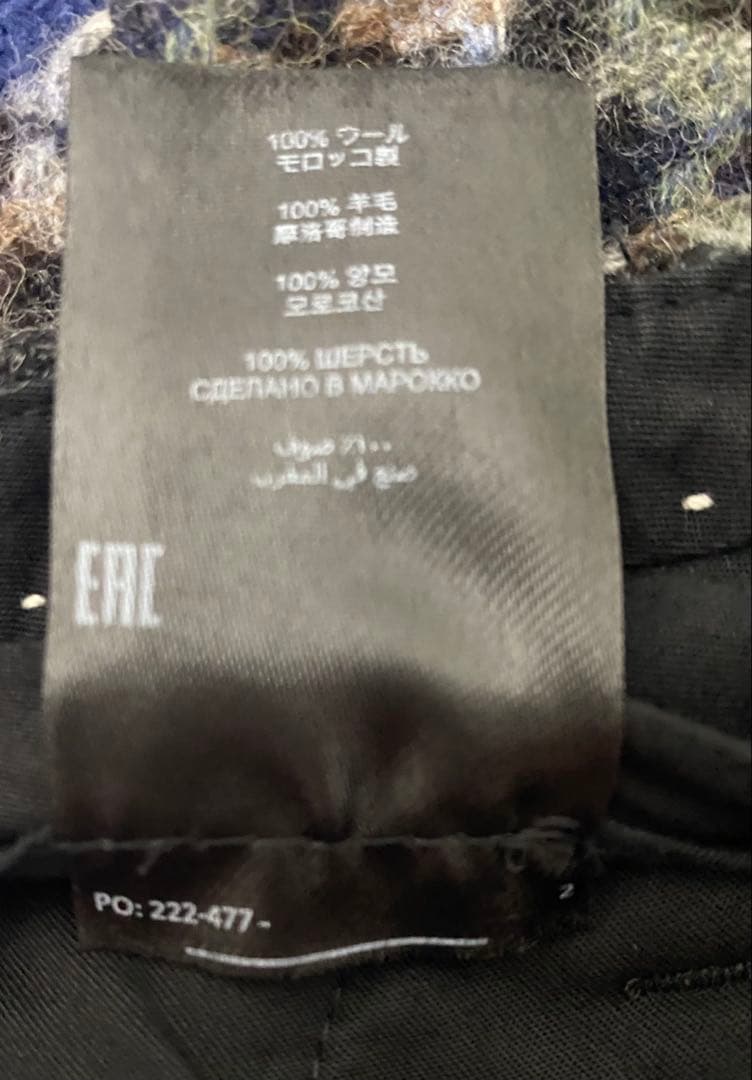 100% ウール
モロッコ製
100% 羊毛
摩洛哥制造
100% 양모
모로코산
100% ШЕРСТЬ
СДЕЛАНО В МАРОККО
١٠٠٪ صوف
صنع في المغرب
EAC
PO: 222-477 -
2